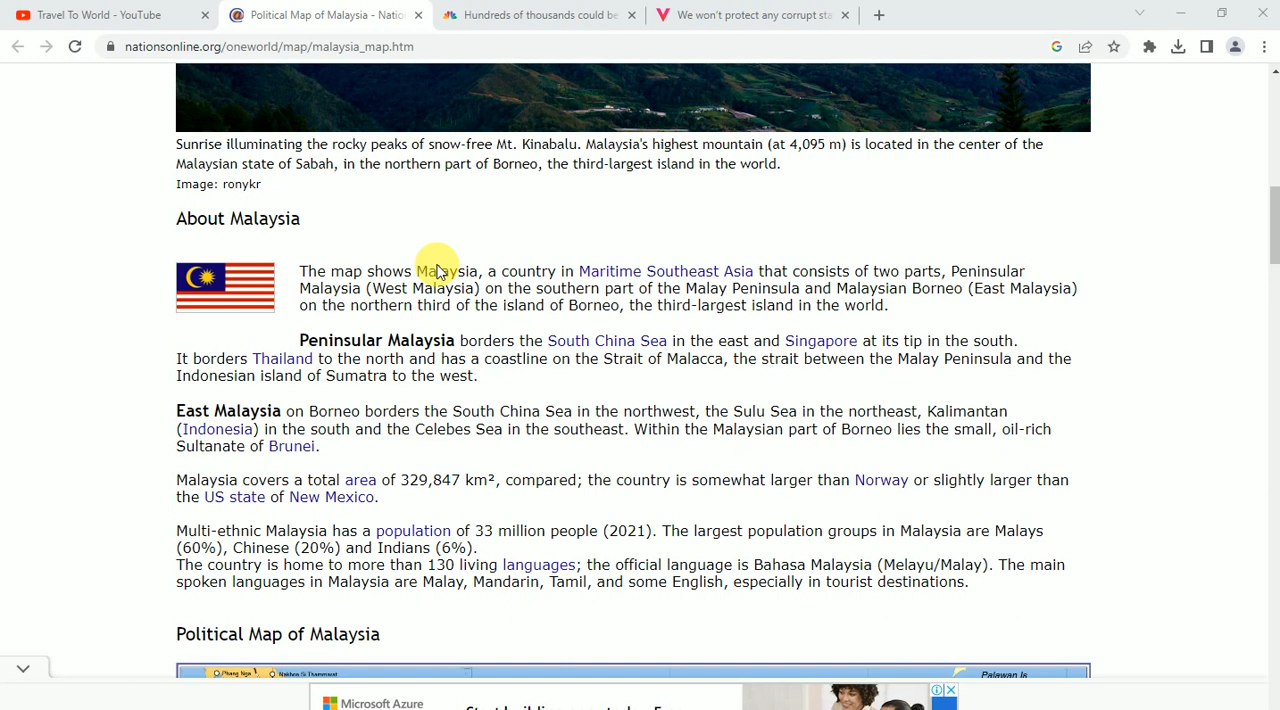 Travel To World - YouTube
Political Map of Malaysia - Natio
Hundreds of thousands could be
We won't protect any corrupt sta
nationsonline.org/oneworld/map/malaysia_map.htm
Sunrise illuminating the rocky peaks of snow-free Mt. Kinabalu. Malaysia's highest mountain (at 4,095 m) is located in the center of the
Malaysian state of Sabah, in the northern part of Borneo, the third-largest island in the world.
Image: ronykr
About Malaysia
The map shows Malaysia, a country in Maritime Southeast Asia that consists of two parts, Peninsular
Malaysia (West Malaysia) on the southern part of the Malay Peninsula and Malaysian Borneo (East Malaysia)
on the northern third of the island of Borneo, the third-largest island in the world.
Peninsular Malaysia borders the South China Sea in the east and Singapore at its tip in the south.
It borders Thailand to the north and has a coastline on the Strait of Malacca, the strait between the Malay Peninsula and the
Indonesian island of Sumatra to the west.
East Malaysia on Borneo borders the South China Sea in the northwest, the Sulu Sea in the northeast, Kalimantan
(Indonesia) in the south and the Celebes Sea in the southeast. Within the Malaysian part of Borneo lies the small, oil-rich
Sultanate of Brunei.
Malaysia covers a total area of 329,847 km², compared; the country is somewhat larger than Norway or slightly larger than
the US state of New Mexico.
Multi-ethnic Malaysia has a population of 33 million people (2021). The largest population groups in Malaysia are Malays
(60%), Chinese (20%) and Indians (6%).
The country is home to more than 130 living languages; the official language is Bahasa Malaysia (Melayu/Malay). The main
spoken languages in Malaysia are Malay, Mandarin, Tamil, and some English, especially in tourist destinations.
Political Map of Malaysia
Phang Nga Nakhon Si Thammarat Palawan Is
Microsoft Azure